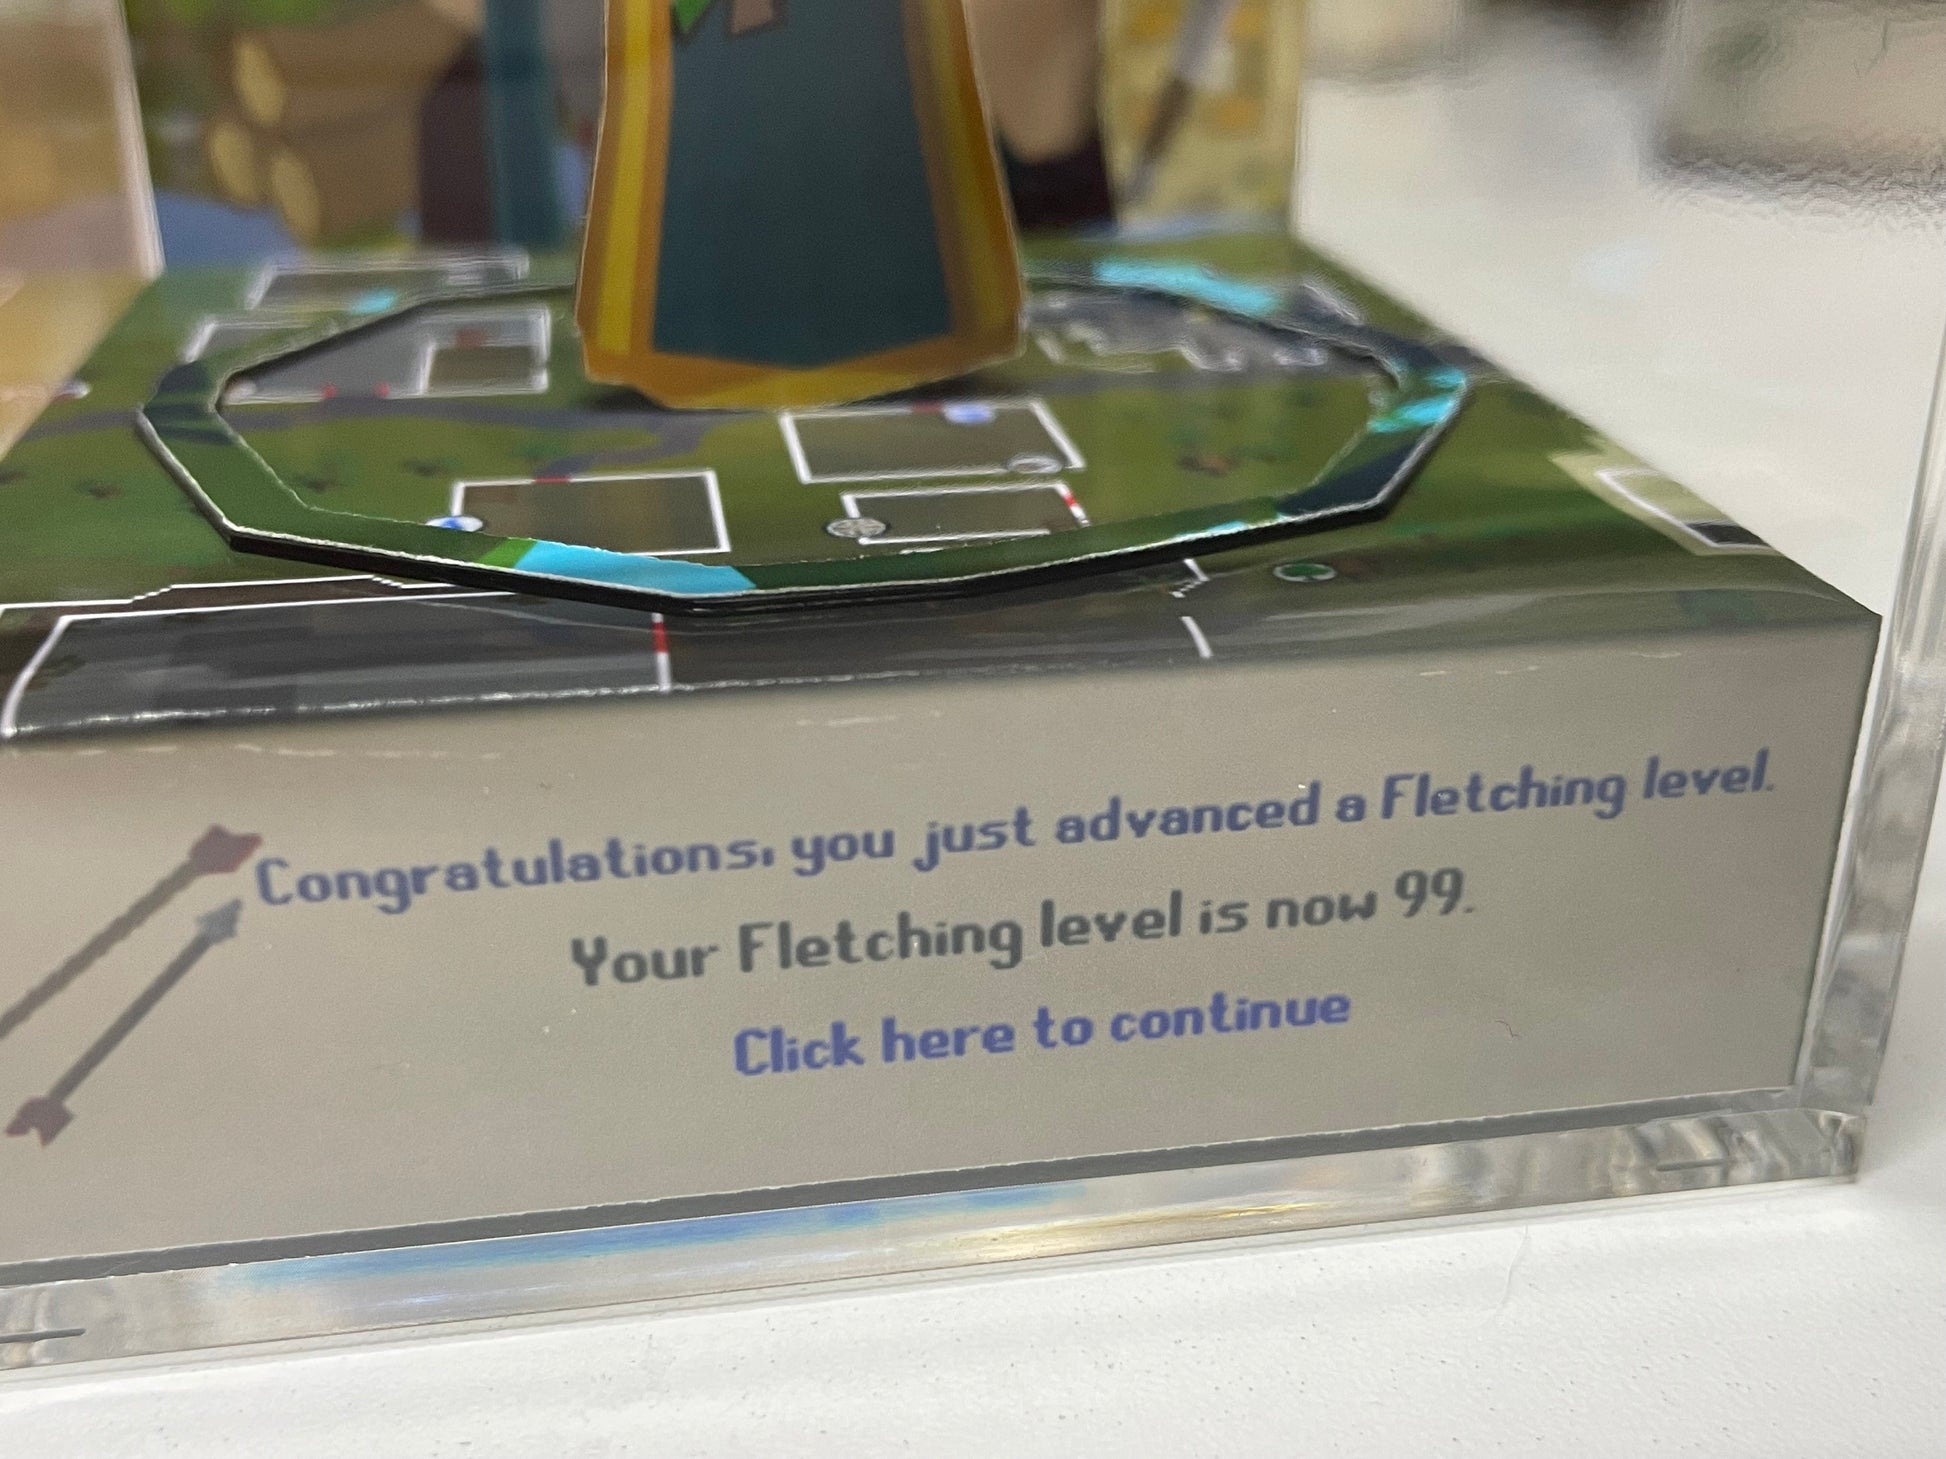 Congratulations, you just advanced a Fletching level.
Your Fletching level is now 99.
Click here to continue